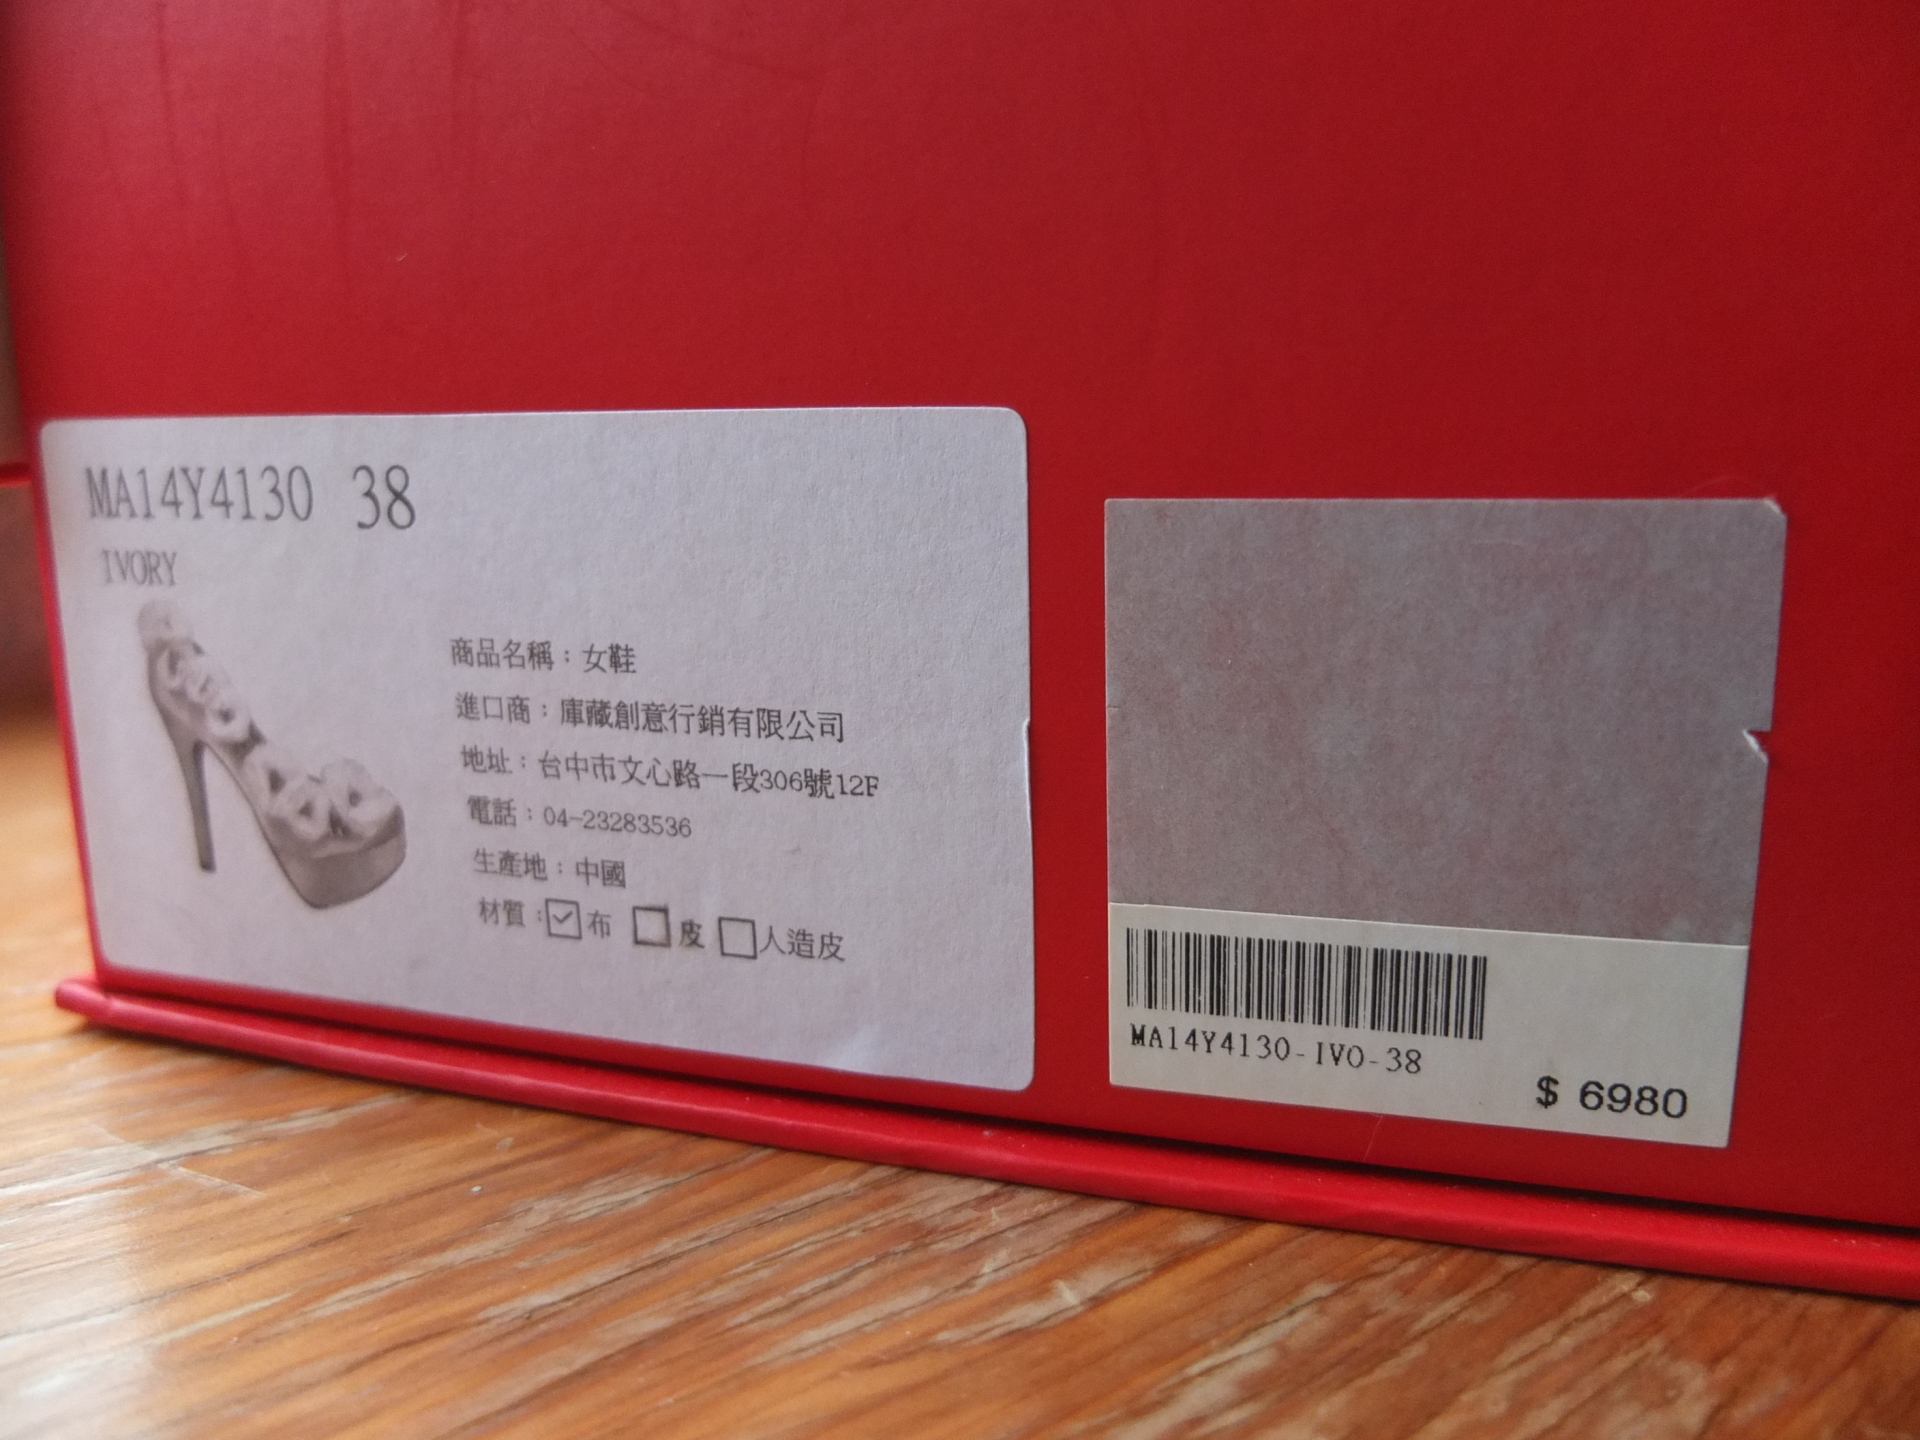 MA14Y4130 38
IVORY
商品名稱：女鞋
進口商：庫藏創意行銷有限公司
地址：台中市文心路一段306號12F
電話：04-23283536
生產地：中國
材質：☑布 □皮 □人造皮
MA14Y4130-IVO-38
$ 6980